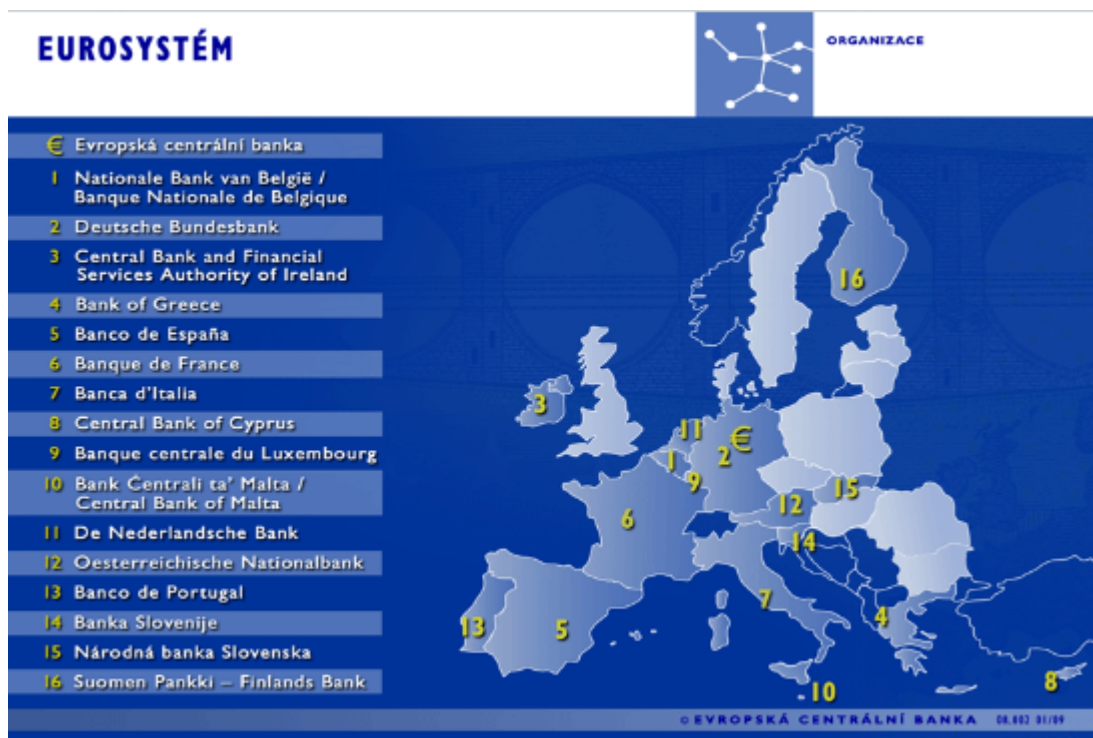 EUROSYSTÉM
ORGANIZACE
€ Evropská centrální banka
1 Nationale Bank van België /
Banque Nationale de Belgique
2 Deutsche Bundesbank
3 Central Bank and Financial
Services Authority of Ireland
4 Bank of Greece
5 Banco de España
6 Banque de France
7 Banca d'Italia
8 Central Bank of Cyprus
9 Banque centrale du Luxembourg
10 Bank Ċentrali ta' Malta /
Central Bank of Malta
11 De Nederlandsche Bank
12 Oesterreichische Nationalbank
13 Banco de Portugal
14 Banka Slovenije
15 Národná banka Slovenska
16 Suomen Pankki – Finlands Bank
16
3
11
€
2
1
9
15
12
6
14
7
4
13
5
10
8
© EVROPSKÁ CENTRÁLNÍ BANKA 08.802 01/09